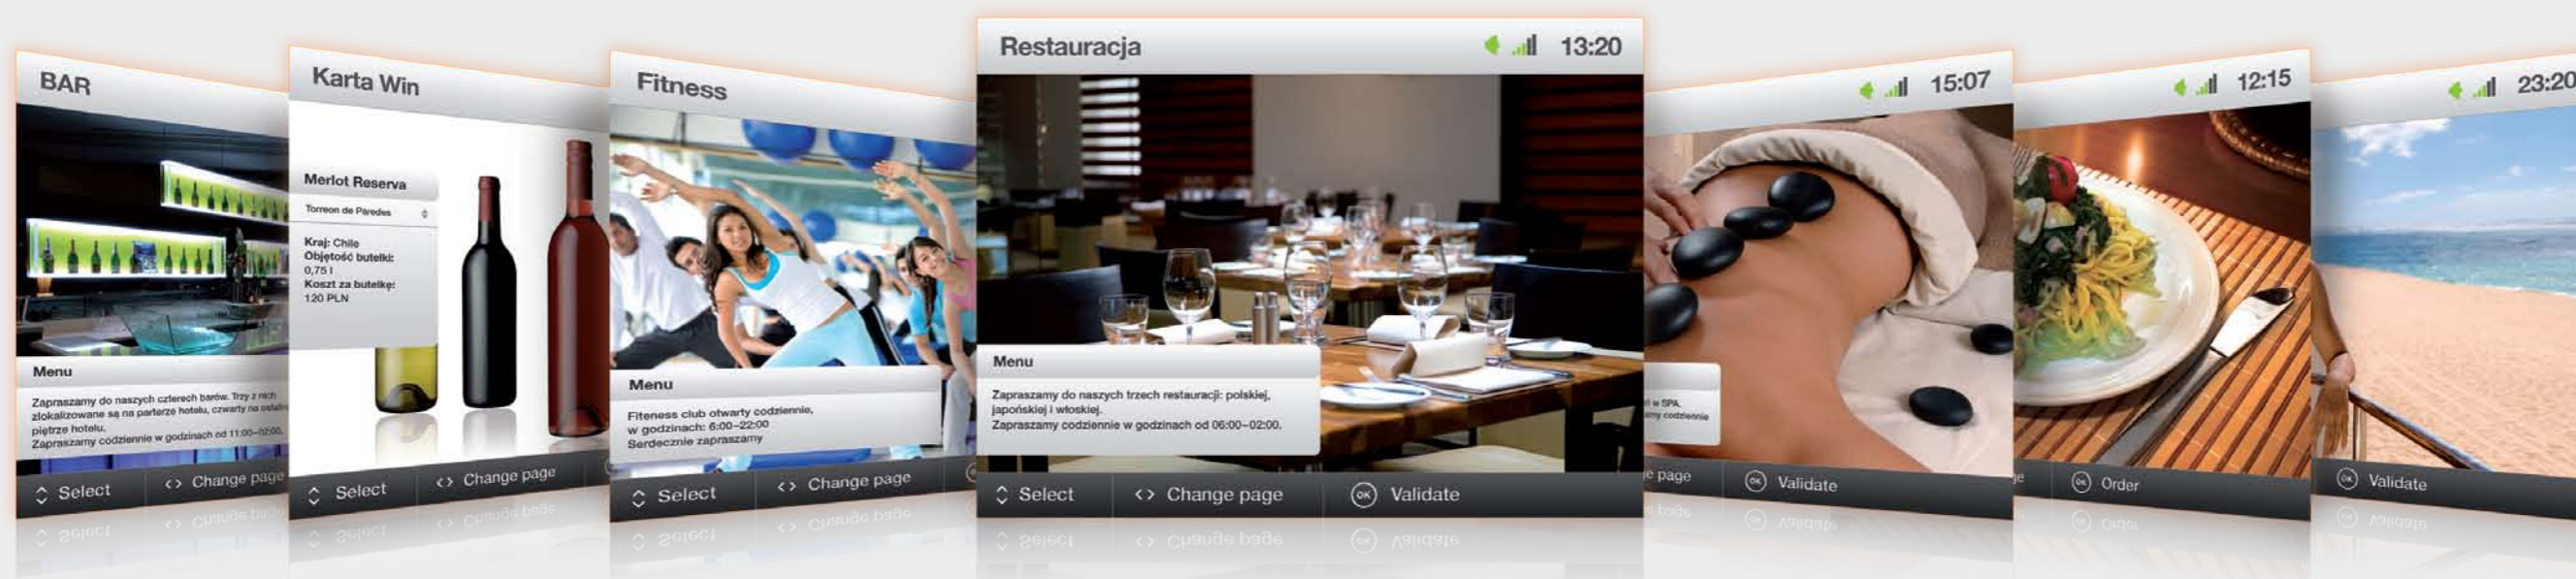 BAR
Menu
Zapraszamy do naszych czterech barów. Trzy z nich
zlokalizowane są na parterze hotelu, czwarty na
piętrze hotelu.
Zapraszamy codziennie w godzinach od 11:00–02:00.
Select
Change page
Karta Win
Merlot Reserva
Torreon de Paredes
Kraj: Chile
Objętość butelki:
0,75 l
Koszt za butelkę:
120 PLN
Select
Change page
Fitness
Menu
Fiteness club otwarty codziennie,
w godzinach: 6:00–22:00
Serdecznie zapraszamy
Select
Change page
Restauracja
13:20
Menu
Zapraszamy do naszych trzech restauracji: polskiej,
japońskiej i włoskiej.
Zapraszamy codziennie w godzinach od 06:00–02:00.
Select
Change page
OK Validate
15:07
w SPA.
codziennie
page
OK Validate
12:15
OK Order
23:20
OK Validate